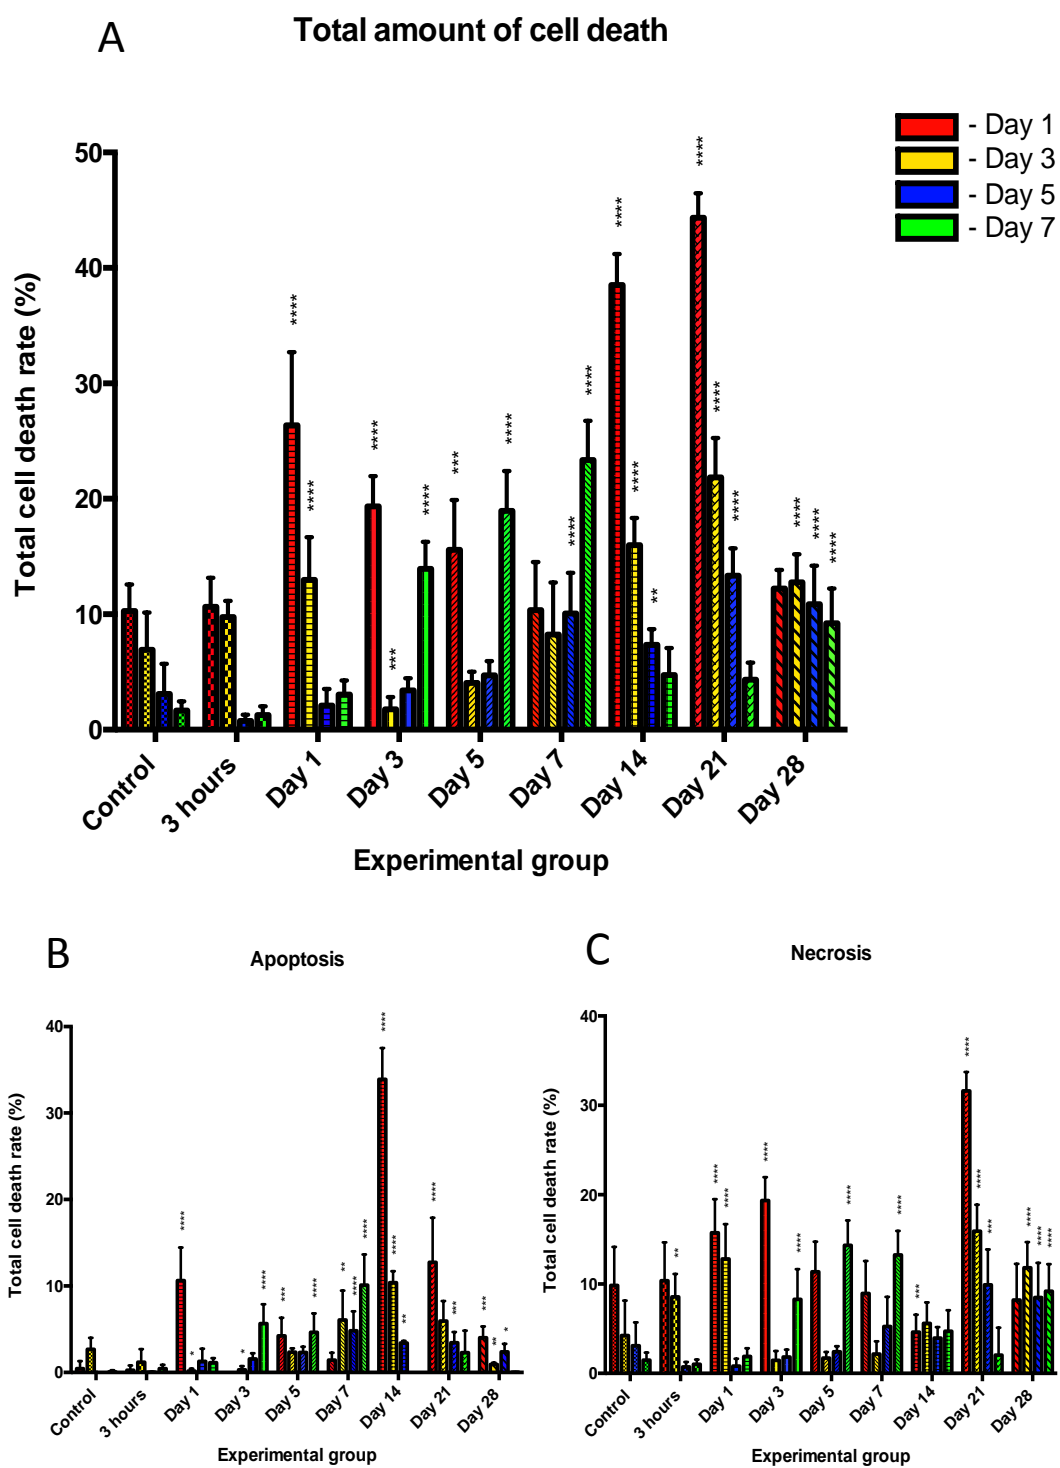 A
Total amount of cell death
- Day 1
- Day 3
- Day 5
- Day 7
Total cell death rate (%)
50
40
30
20
10
0
**** **** **** *** **** *** **** **** **** **** **** **** ** **** **** **** **** **** ****
Control 3 hours Day 1 Day 3 Day 5 Day 7 Day 14 Day 21 Day 28
Experimental group
B
Apoptosis
Total cell death rate (%)
40
30
20
10
0
**** * * **** *** **** ** **** **** **** **** ** **** *** *** ** *
Control 3 hours Day 1 Day 3 Day 5 Day 7 Day 14 Day 21 Day 28
Experimental group
C
Necrosis
Total cell death rate (%)
40
30
20
10
0
** **** **** **** **** **** **** *** **** **** *** **** **** ****
Control 3 hours Day 1 Day 3 Day 5 Day 7 Day 14 Day 21 Day 28
Experimental group